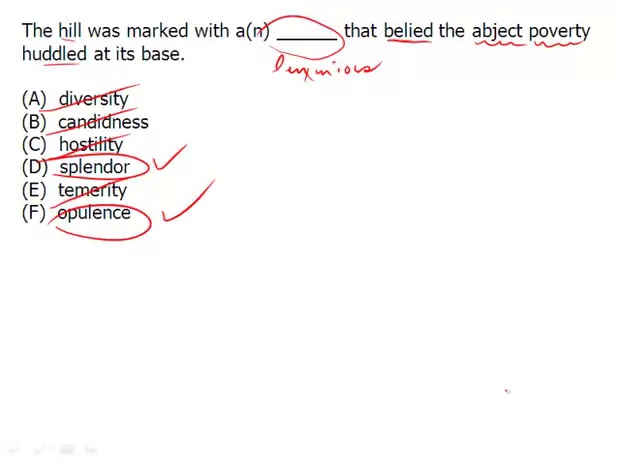 The hill was marked with a(n) ______ that belied the abject poverty
huddled at its base.
luxurious
(A) diversity
(B) candidness
(C) hostility
(D) splendor
(E) temerity
(F) opulence